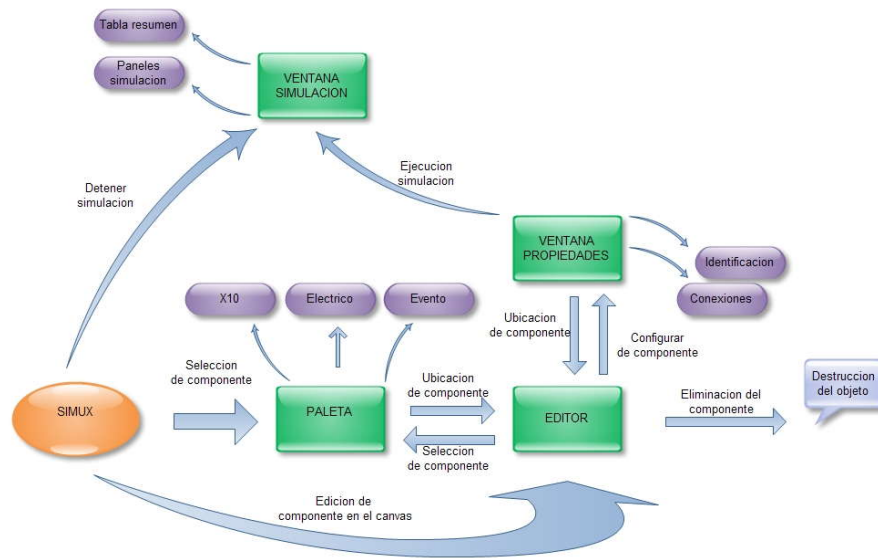 Tabla resumen
Paneles
simulacion
VENTANA
SIMULACION
Detener
simulacion
Ejecucion
simulacion
VENTANA
PROPIEDADES
Identificacion
Conexiones
X10
Electrico
Evento
Ubicacion
de componente
Configurar
de componente
Seleccion
de componente
Ubicacion
de componente
Eliminacion del
componente
Destruccion
del objeto
SIMUX
PALETA
EDITOR
Seleccion
de componente
Edicion de
componente en el canvas